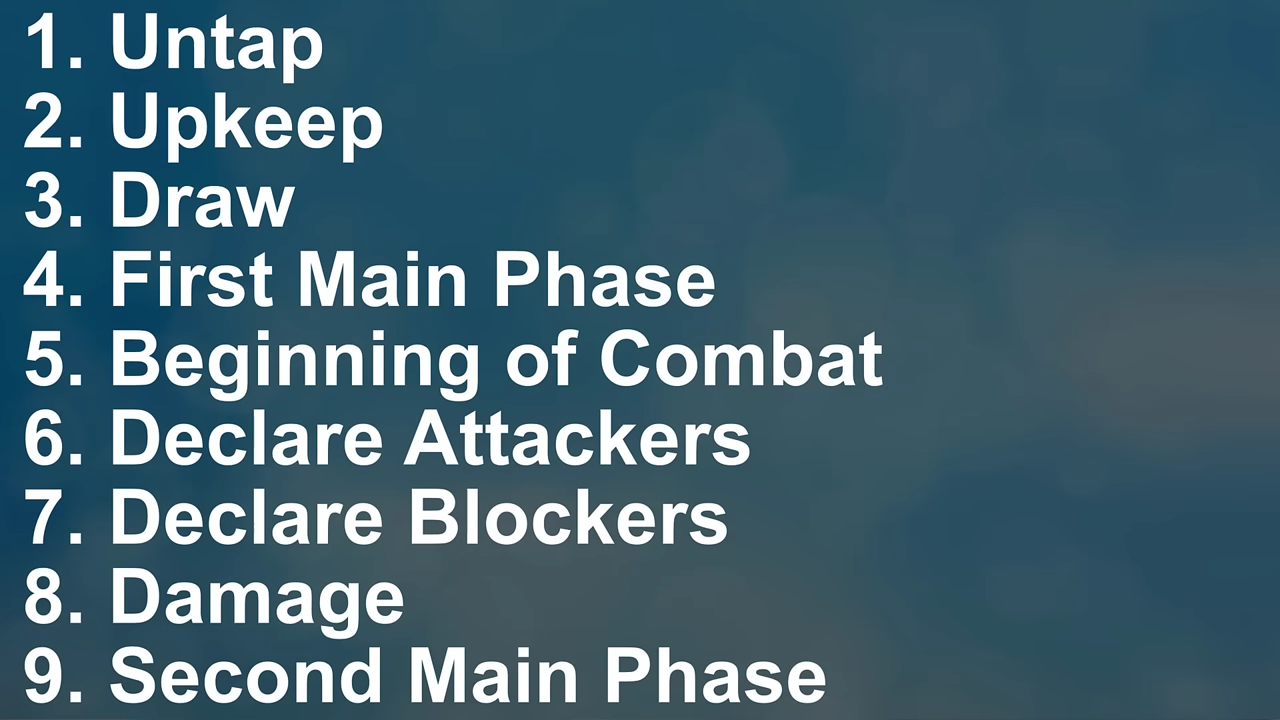 1. Untap
2. Upkeep
3. Draw
4. First Main Phase
5. Beginning of Combat
6. Declare Attackers
7. Declare Blockers
8. Damage
9. Second Main Phase